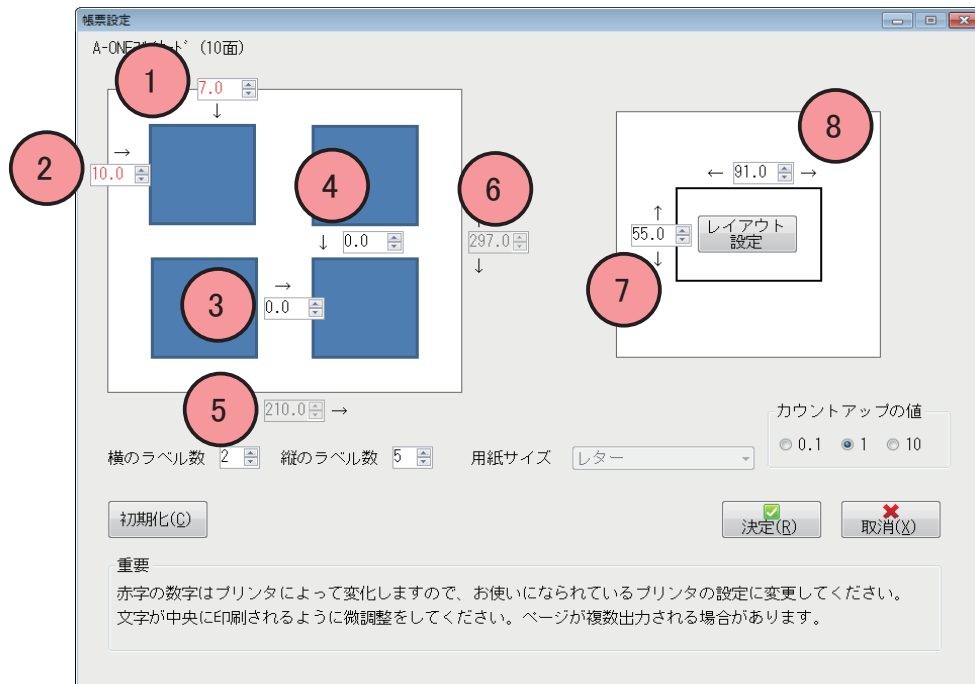 帳票設定
(10面)
1
7.0
↓
8
→
2
10.0
4
6
← 91.0 →
↑
↑
↓ 0.0
297.0
55.0
レイアウト
設定
↓
↓
→
3
0.0
7
5
210.0 →
カウントアップの値
0.1 1 10
横のラベル数 2 縦のラベル数 5 用紙サイズ レター
初期化(C)
決定(R) 取消(X)
重要
赤字の数字はプリンタによって変化しますので、お使いになられているプリンタの設定に変更してください。
文字が中央に印刷されるように微調整をしてください。ページが複数出力される場合があります。